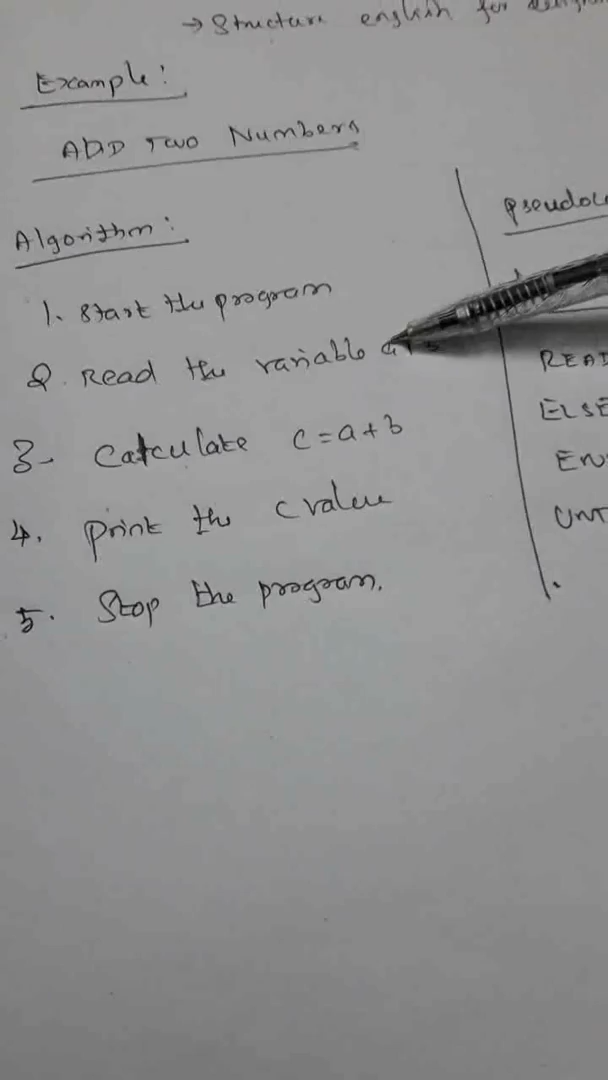 → Structure english for
Example:
ADD Two Numbers
Algorithm:
1. Start the program
2. Read the variable a,b
3. Calculate c=a+b
4. Print the c value
5. Stop the program.
Pseudoc
READ
ELSE
EN
UNT